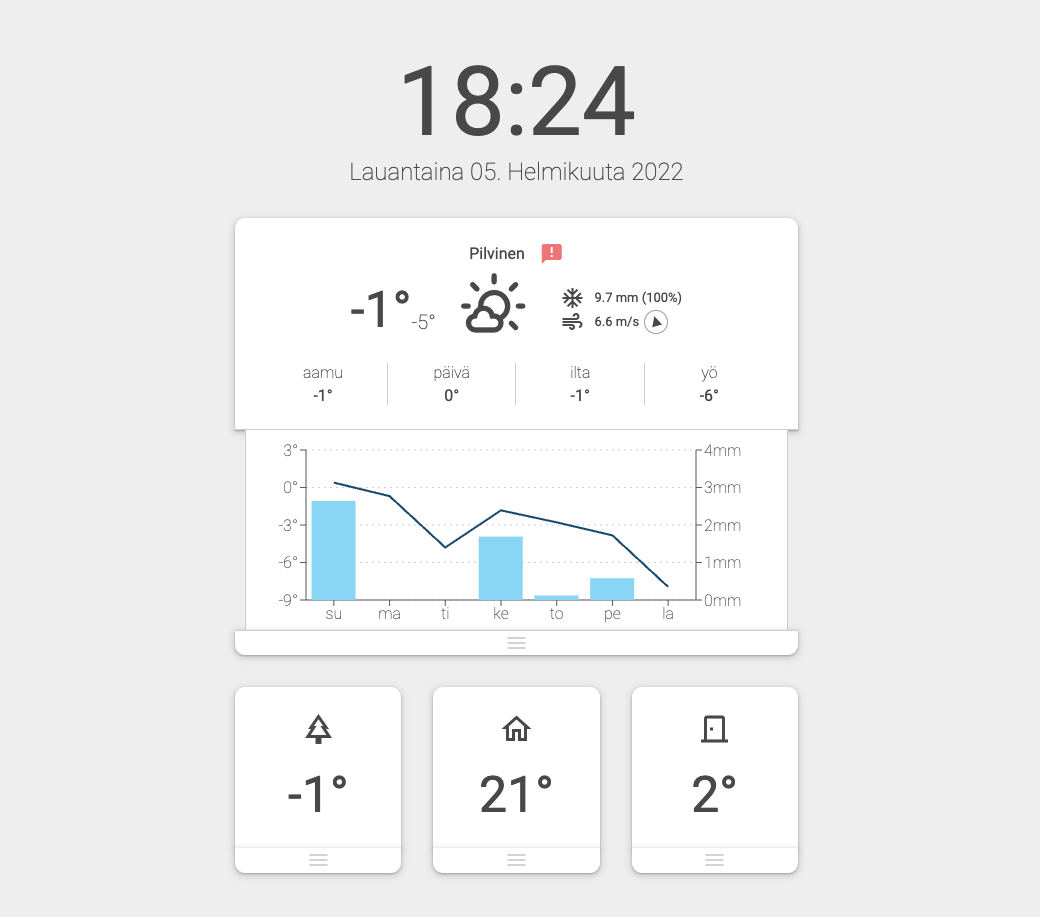 18:24
Lauantaina 05. Helmikuuta 2022
Pilvinen
-1° -5°
9.7 mm (100%)
6.6 m/s
aamu päivä ilta yö
-1° 0° -1° -6°
3° 4mm
0° 3mm
-3° 2mm
-6° 1mm
-9° 0mm
su ma ti ke to pe la
-1° 21° 2°